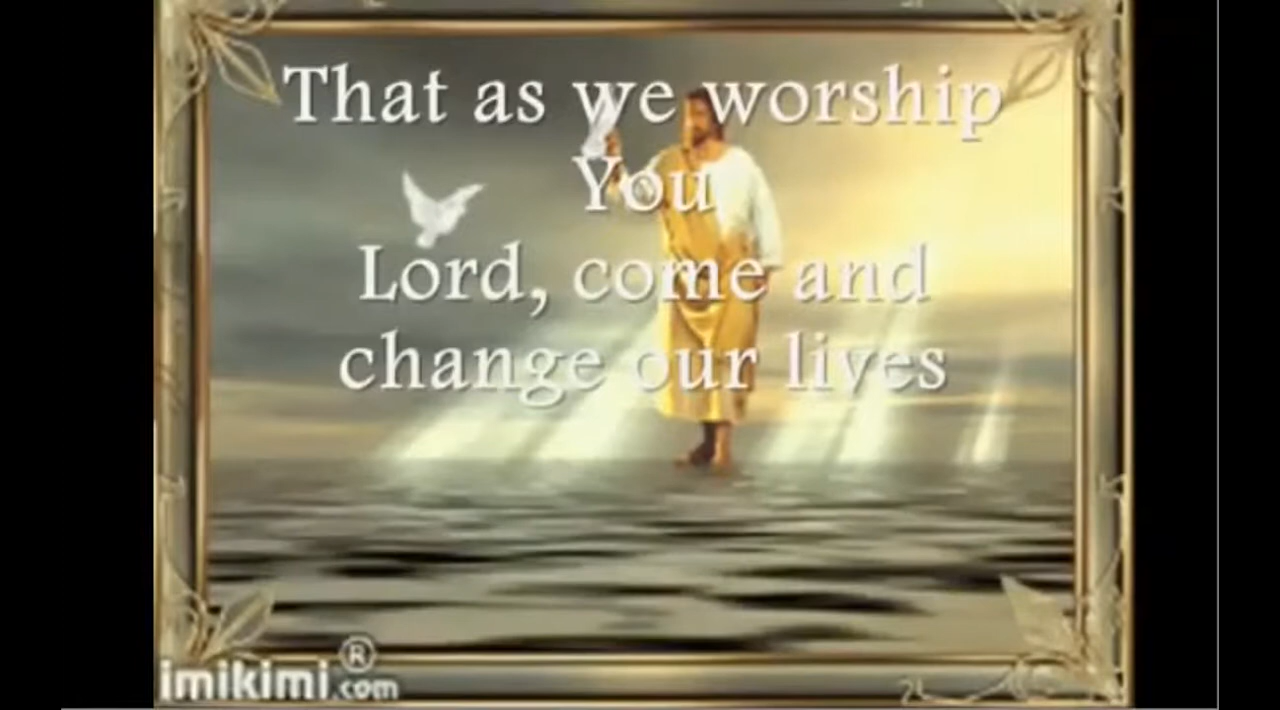 That as we worship
You
Lord, come and
change our lives
imikimi.com®